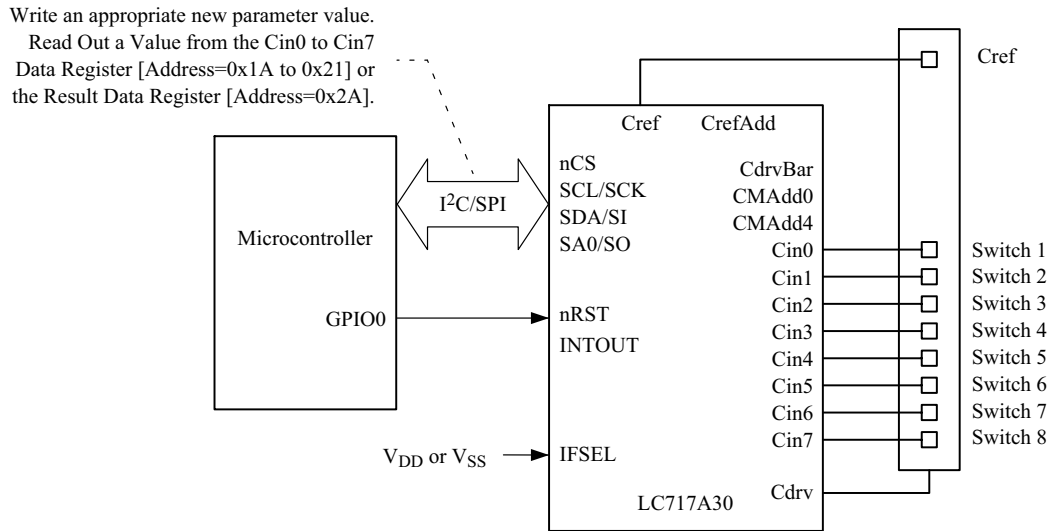 Write an appropriate new parameter value.
Read Out a Value from the Cin0 to Cin7
Data Register [Address=0x1A to 0x21] or
the Result Data Register [Address=0x2A].
Cref
Cref
CrefAdd
nCS
SCL/SCK
SDA/SI
SA0/SO
I²C/SPI
CdrvBar
CMAdd0
CMAdd4
Microcontroller
Cin0
Switch 1
Cin1
Switch 2
Cin2
Switch 3
Cin3
Switch 4
Cin4
Switch 5
Cin5
Switch 6
Cin6
Switch 7
Cin7
Switch 8
GPIO0
nRST
INTOUT
VDD or VSS
IFSEL
Cdrv
LC717A30